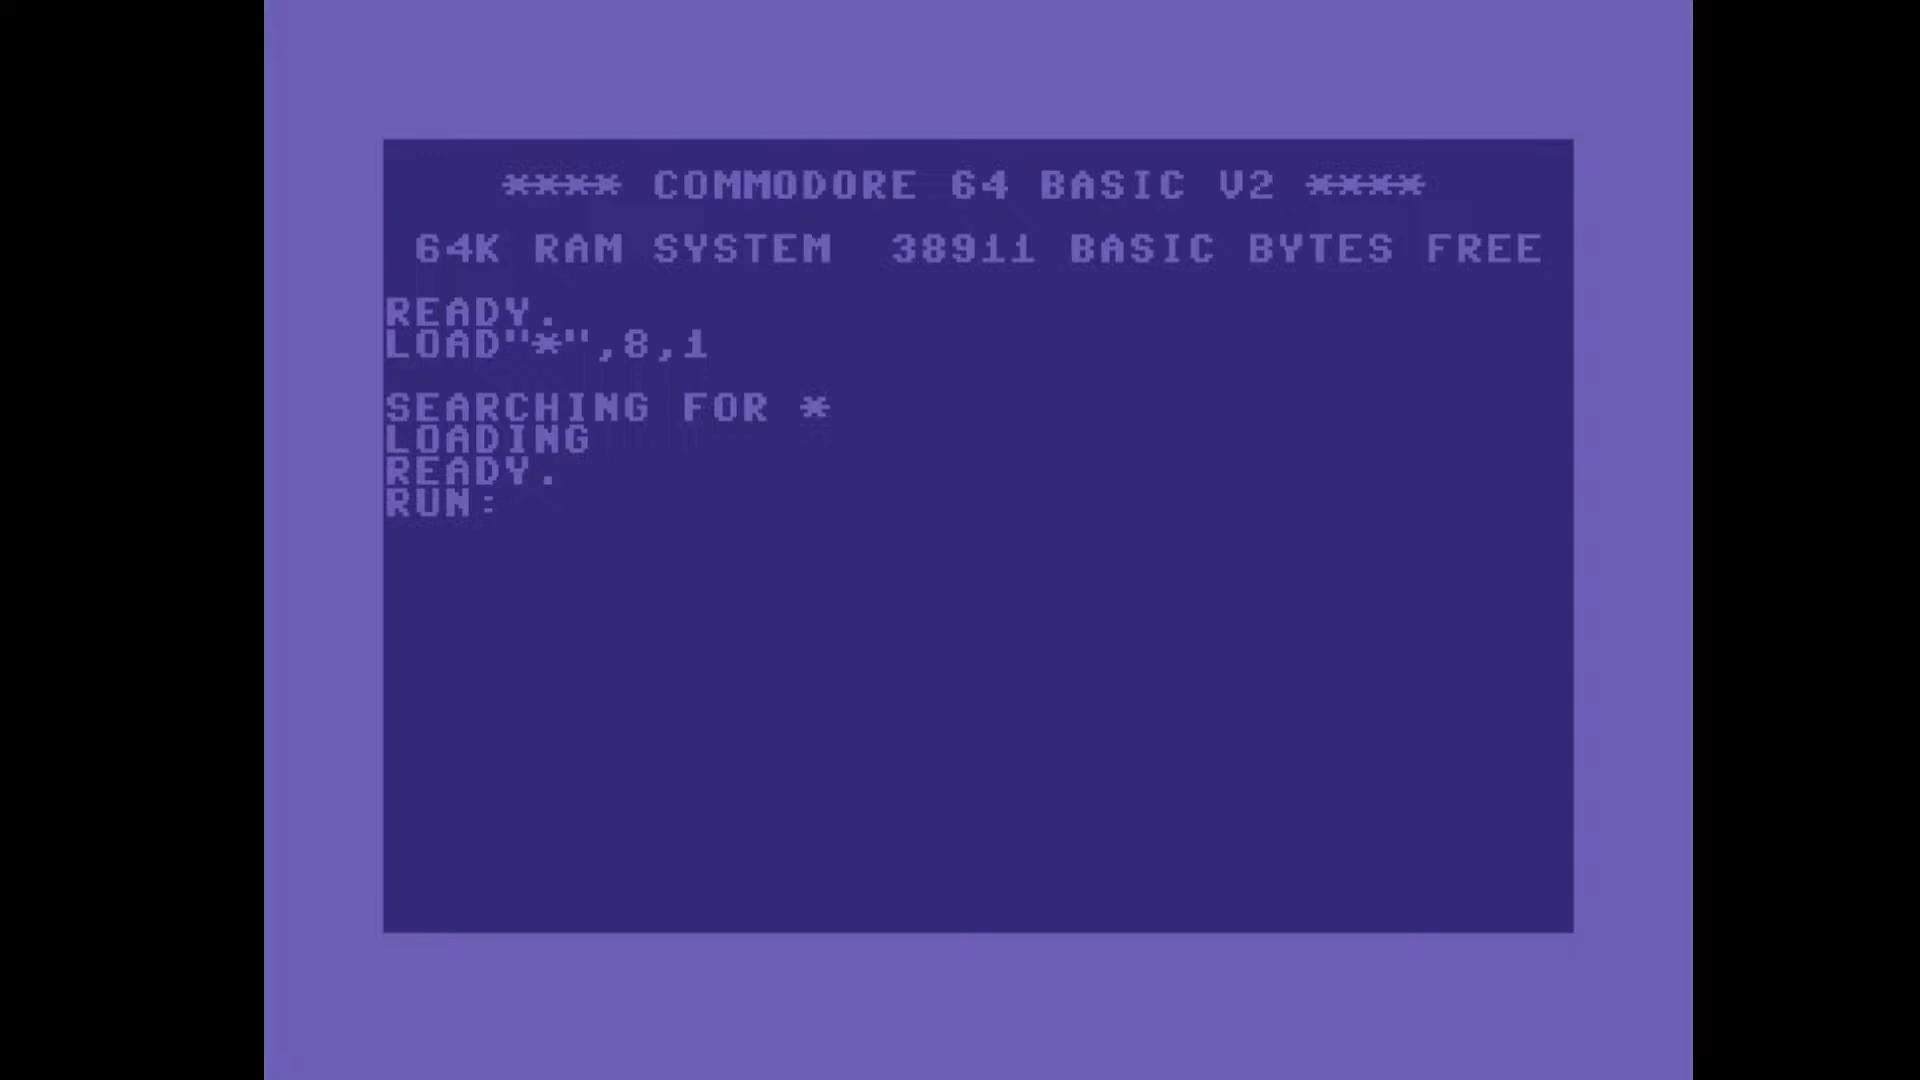 **** COMMODORE 64 BASIC V2 ****
64K RAM SYSTEM  38911 BASIC BYTES FREE
READY.
LOAD"*",8,1
SEARCHING FOR *
LOADING
READY.
RUN: